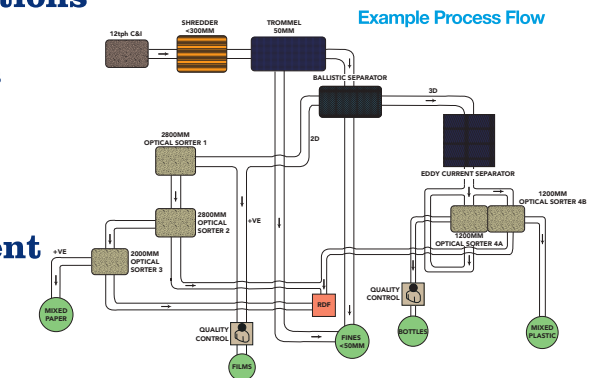 ctions
Example Process Flow
12tph C&I
SHREDDER
<300MM
TROMMEL
50MM
BALLISTIC SEPARATOR
3D
2D
EDDY CURRENT SEPARATOR
2800MM
OPTICAL SORTER 1
2800MM
OPTICAL
SORTER 2
+VE
1200MM
OPTICAL SORTER 4B
1200MM
OPTICAL SORTER 4A
ent
+VE
2000MM
OPTICAL
SORTER 3
MIXED
PAPER
RDF
QUALITY
CONTROL
QUALITY
CONTROL
FILMS
FINES
<50MM
BOTTLES
MIXED
PLASTIC